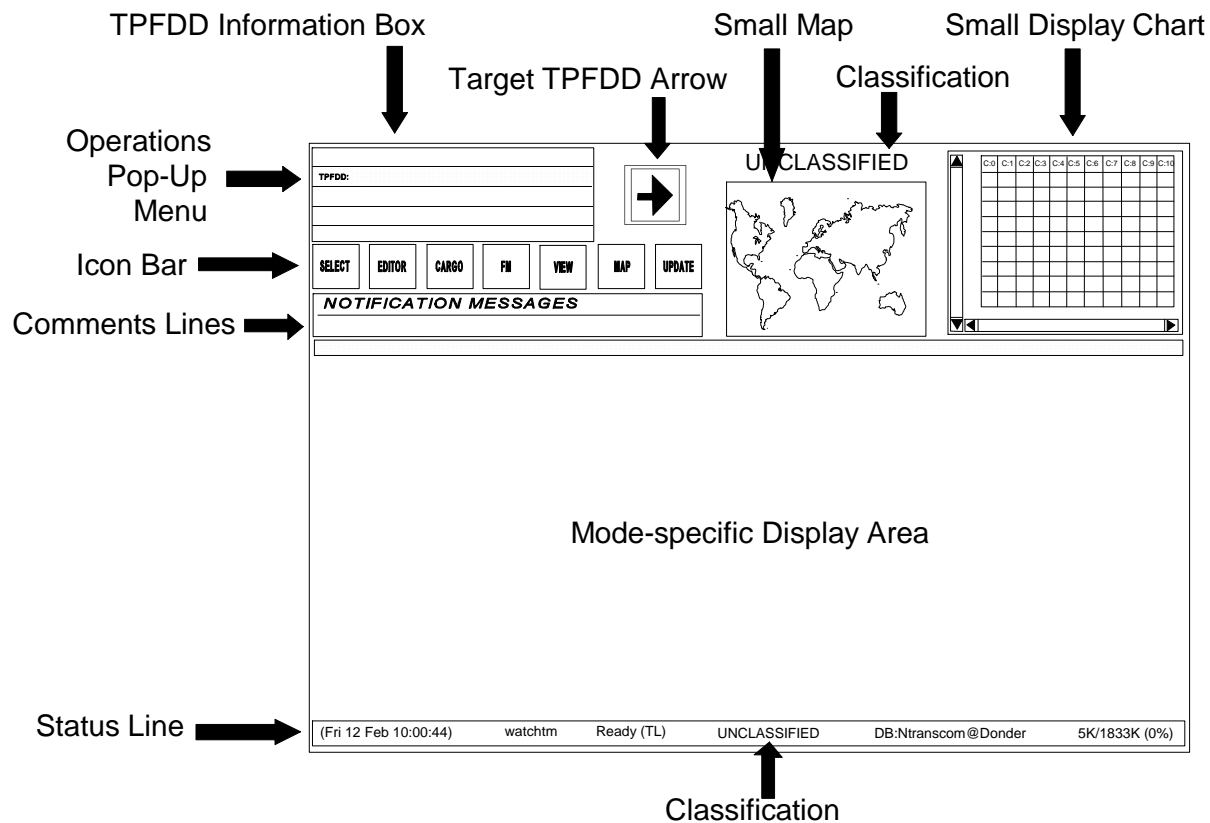 TPFDD Information Box
Small Map
Small Display Chart
Target TPFDD Arrow
Classification
Operations
Pop-Up
Menu
TPFDD:
UNCLASSIFIED
C:0 C:1 C:2 C:3 C:4 C:5 C:6 C:7 C:8 C:9 C:10
Icon Bar
SELECT EDITOR CARGO FM VIEW MAP UPDATE
NOTIFICATION MESSAGES
Comments Lines
Mode-specific Display Area
Status Line
(Fri 12 Feb 10:00:44) watchtm Ready (TL) UNCLASSIFIED DB:Ntranscom@Donder 5K/1833K (0%)
Classification